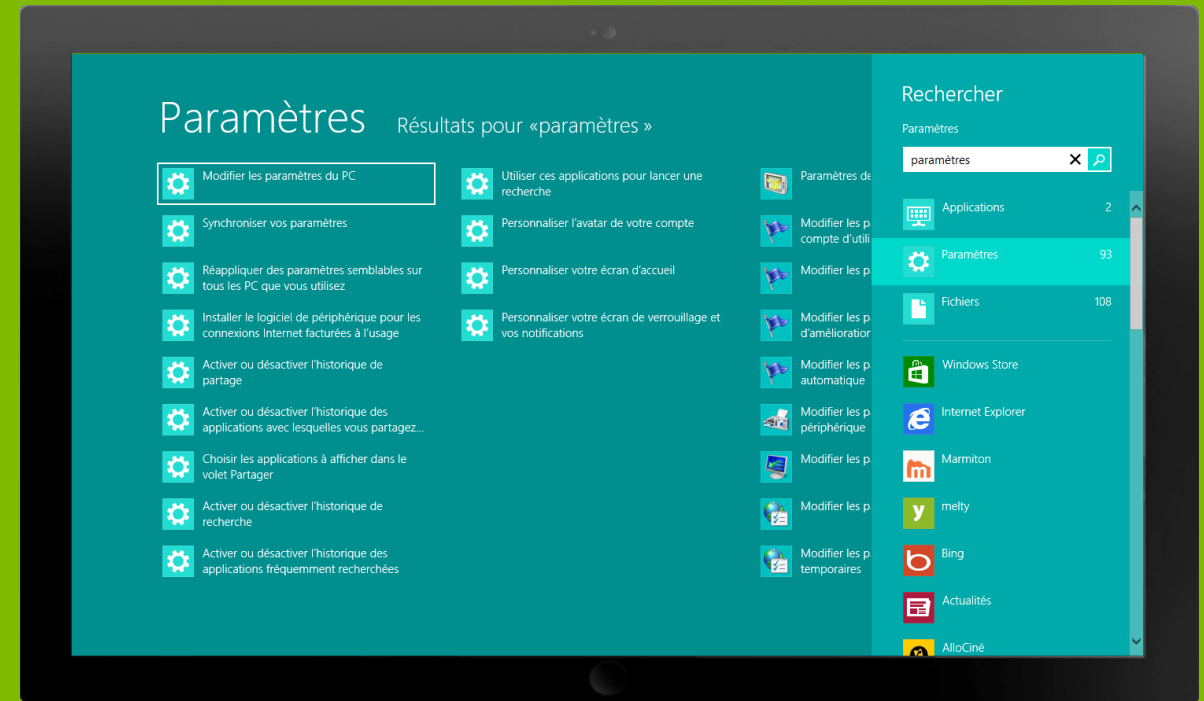 Paramètres Résultats pour «paramètres »
Modifier les paramètres du PC
Synchroniser vos paramètres
Réappliquer des paramètres semblables sur
tous les PC que vous utilisez
Installer le logiciel de périphérique pour les
connexions Internet facturées à l'usage
Activer ou désactiver l'historique de
partage
Activer ou désactiver l'historique des
applications avec lesquelles vous partagez...
Choisir les applications à afficher dans le
volet Partager
Activer ou désactiver l'historique de
recherche
Activer ou désactiver l'historique des
applications fréquemment recherchées
Utiliser ces applications pour lancer une
recherche
Personnaliser l'avatar de votre compte
Personnaliser votre écran d'accueil
Personnaliser votre écran de verrouillage et
vos notifications
Paramètres de
Modifier les p
compte d'utili
Modifier les p
Modifier les p
d'amélioration
Modifier les p
automatique
Modifier les p
périphérique
Modifier les p
Modifier les p
Modifier les p
temporaires
Rechercher
Paramètres
paramètres
Applications 2
Paramètres 93
Fichiers 108
Windows Store
Internet Explorer
Marmiton
melty
Bing
Actualités
AlloCiné